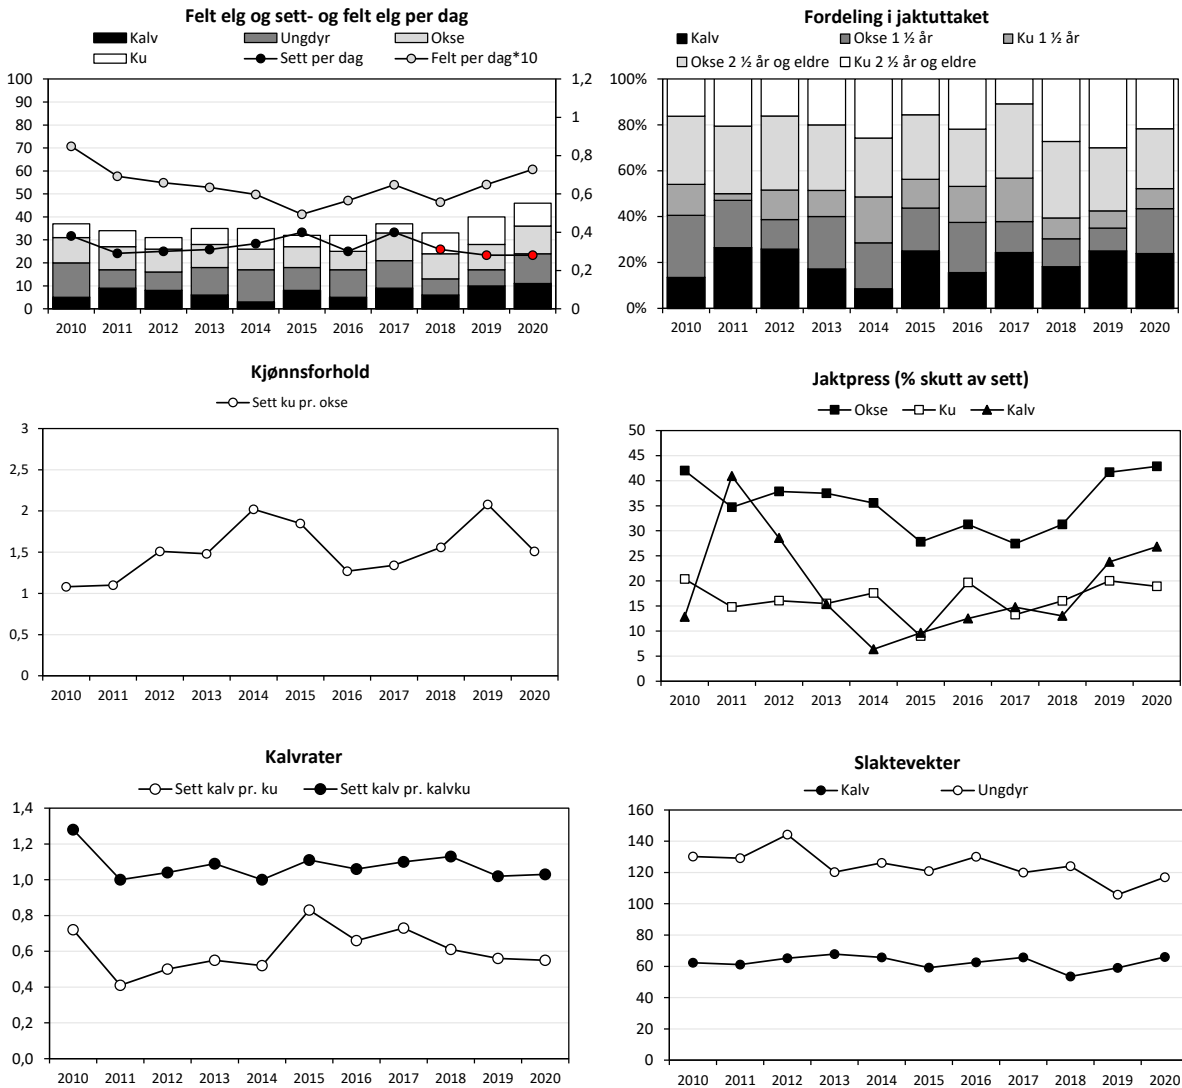 Felt elg og sett- og felt elg per dag
Kalv Ungdyr Okse
Ku Sett per dag Felt per dag*10
100 1,2
90
80 1
70
60 0,8
50 0,6
40
30 0,4
20
10 0,2
0 0
2010 2011 2012 2013 2014 2015 2016 2017 2018 2019 2020
Fordeling i jaktuttaket
Kalv Okse 1 ½ år Ku 1 ½ år
Okse 2 ½ år og eldre Ku 2 ½ år og eldre
100%
80%
60%
40%
20%
0%
2010 2011 2012 2013 2014 2015 2016 2017 2018 2019 2020
Kjønnsforhold
Sett ku pr. okse
3
2,5
2
1,5
1
0,5
0
2010 2011 2012 2013 2014 2015 2016 2017 2018 2019 2020
Jaktpress (% skutt av sett)
Okse Ku Kalv
50
45
40
35
30
25
20
15
10
5
0
2010 2011 2012 2013 2014 2015 2016 2017 2018 2019 2020
Kalvrater
Sett kalv pr. ku Sett kalv pr. kalvku
1,4
1,2
1,0
0,8
0,6
0,4
0,2
0,0
2010 2011 2012 2013 2014 2015 2016 2017 2018 2019 2020
Slaktevekter
Kalv Ungdyr
160
140
120
100
80
60
40
20
0
2010 2011 2012 2013 2014 2015 2016 2017 2018 2019 2020